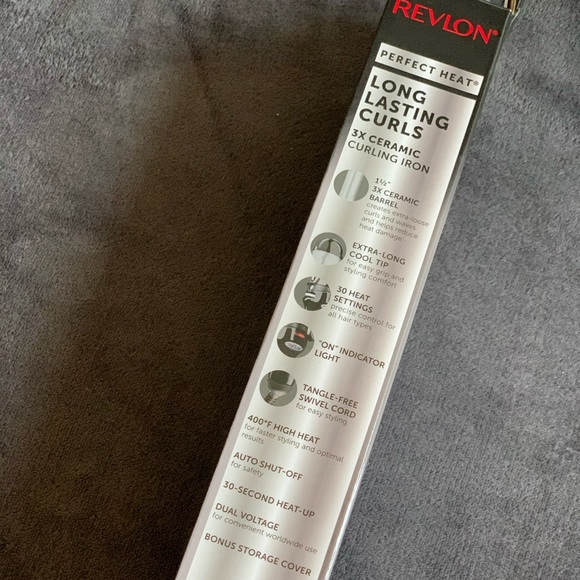 REVLON®
PERFECT HEAT®
LONG
LASTING
CURLS
3X CERAMIC
CURLING IRON
1½"
3X CERAMIC
BARREL
creates extra-loose
curls and waves
and helps reduce
heat damage
EXTRA-LONG
COOL TIP
for easy grip and
styling comfort
30 HEAT
SETTINGS
precise control for
all hair types
"ON" INDICATOR
LIGHT
TANGLE-FREE
SWIVEL CORD
for easy styling
400°F HIGH HEAT
for faster styling and optimal
results
AUTO SHUT-OFF
for safety
30-SECOND HEAT-UP
DUAL VOLTAGE
for convenient worldwide use
BONUS STORAGE COVER